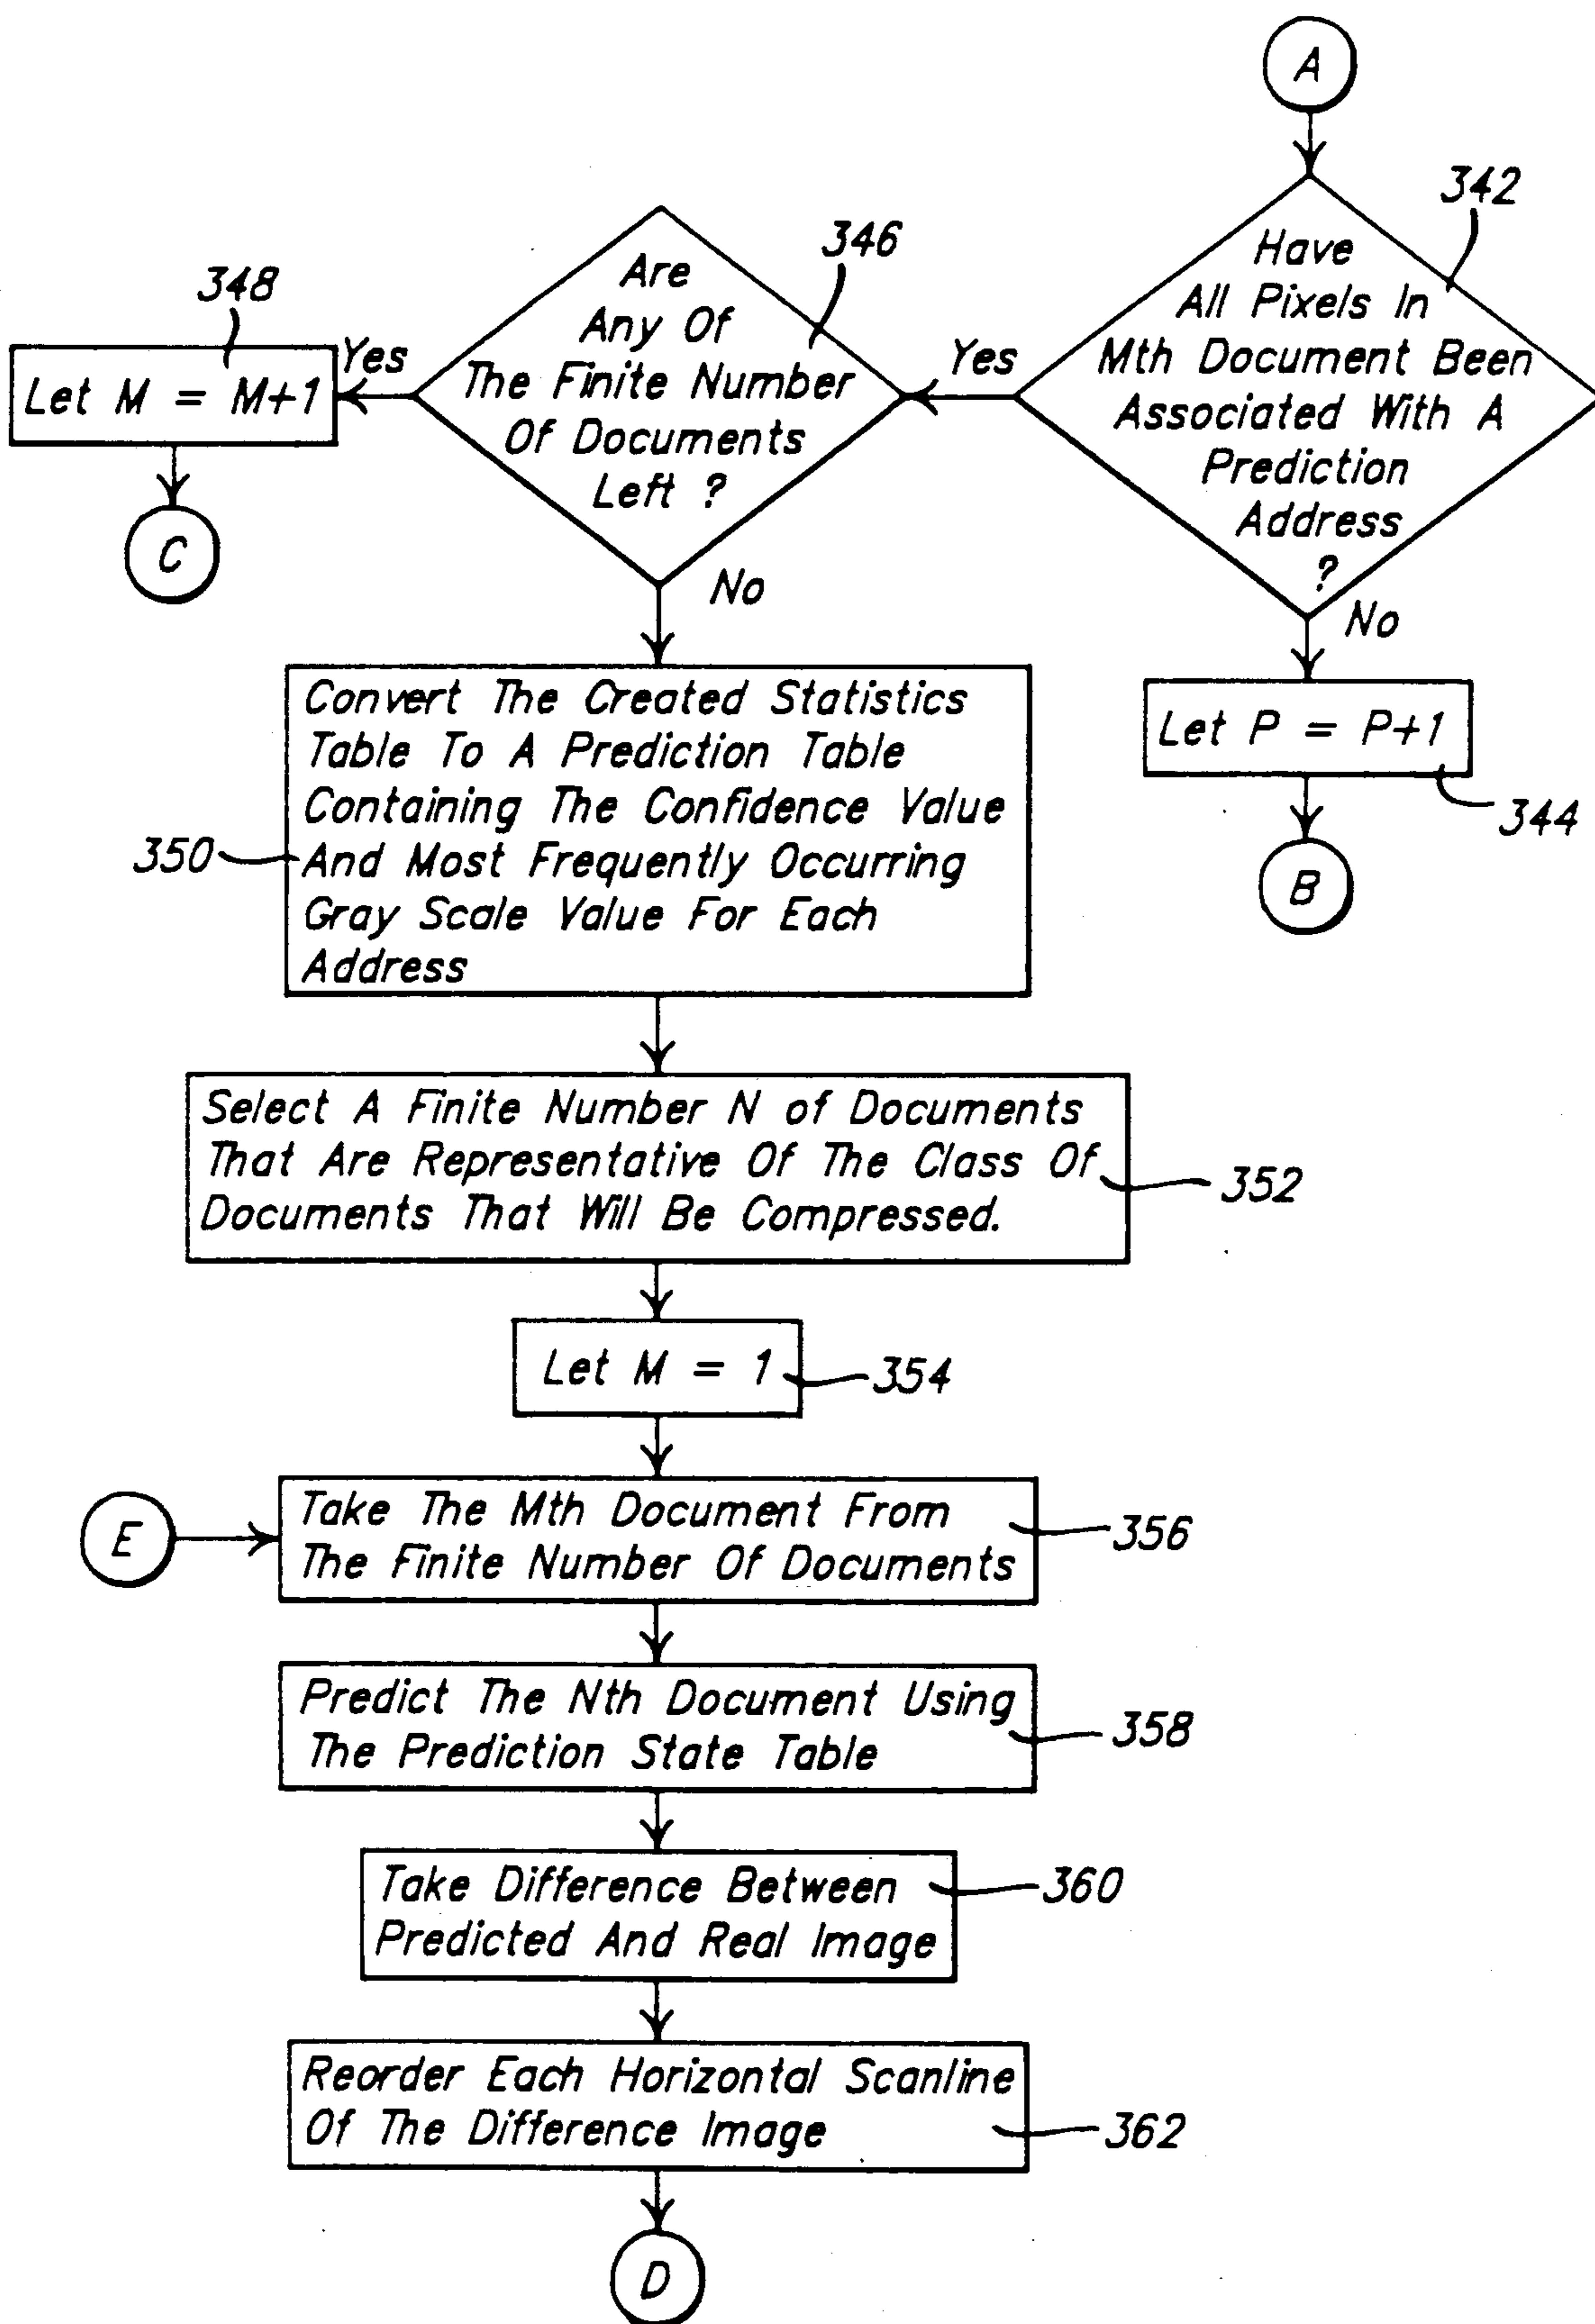 A
342
Have
All Pixels In
Mth Document Been
Associated With A
Prediction
Address
?
Yes
No
Let P = P+1
344
B
346
Are
Any Of
The Finite Number
Of Documents
Left ?
Yes
No
348
Let M = M+1
C
Convert The Created Statistics
Table To A Prediction Table
Containing The Confidence Value
And Most Frequently Occurring
Gray Scale Value For Each
Address
350
Select A Finite Number N of Documents
That Are Representative Of The Class Of
Documents That Will Be Compressed.
352
Let M = 1
354
E
Take The Mth Document From
The Finite Number Of Documents
356
Predict The Nth Document Using
The Prediction State Table
358
Take Difference Between
Predicted And Real Image
360
Reorder Each Horizontal Scanline
Of The Difference Image
362
D